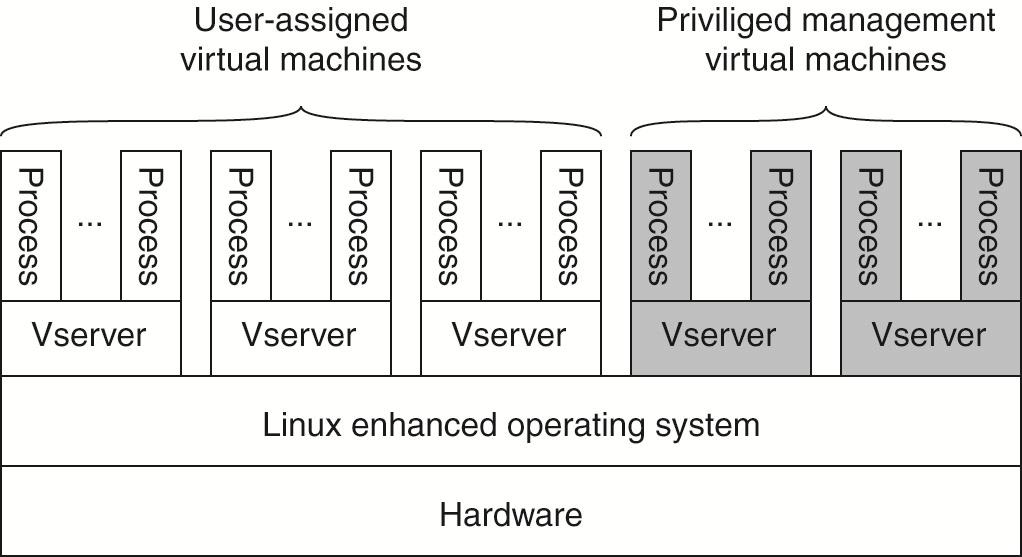 User-assigned
virtual machines
Priviliged management
virtual machines
Process
...
Process
Process
...
Process
Process
...
Process
Process
...
Process
Process
...
Process
Vserver
Vserver
Vserver
Vserver
Vserver
Linux enhanced operating system
Hardware